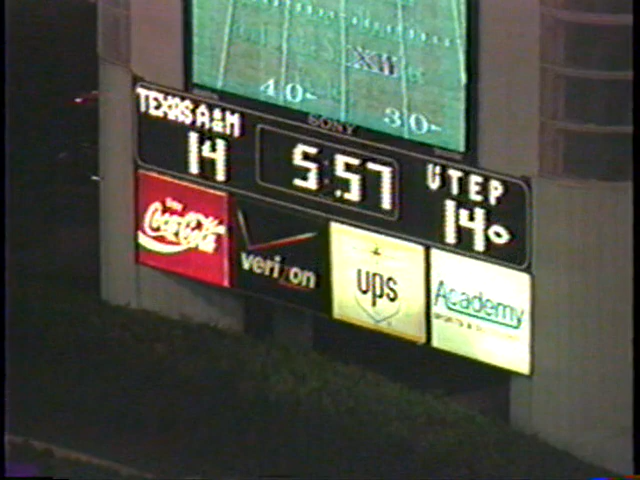 XII
40
30
SONY
TEXAS A&M
14
5:57
UTEP
14
Coca-Cola
verizon
ups
Academy